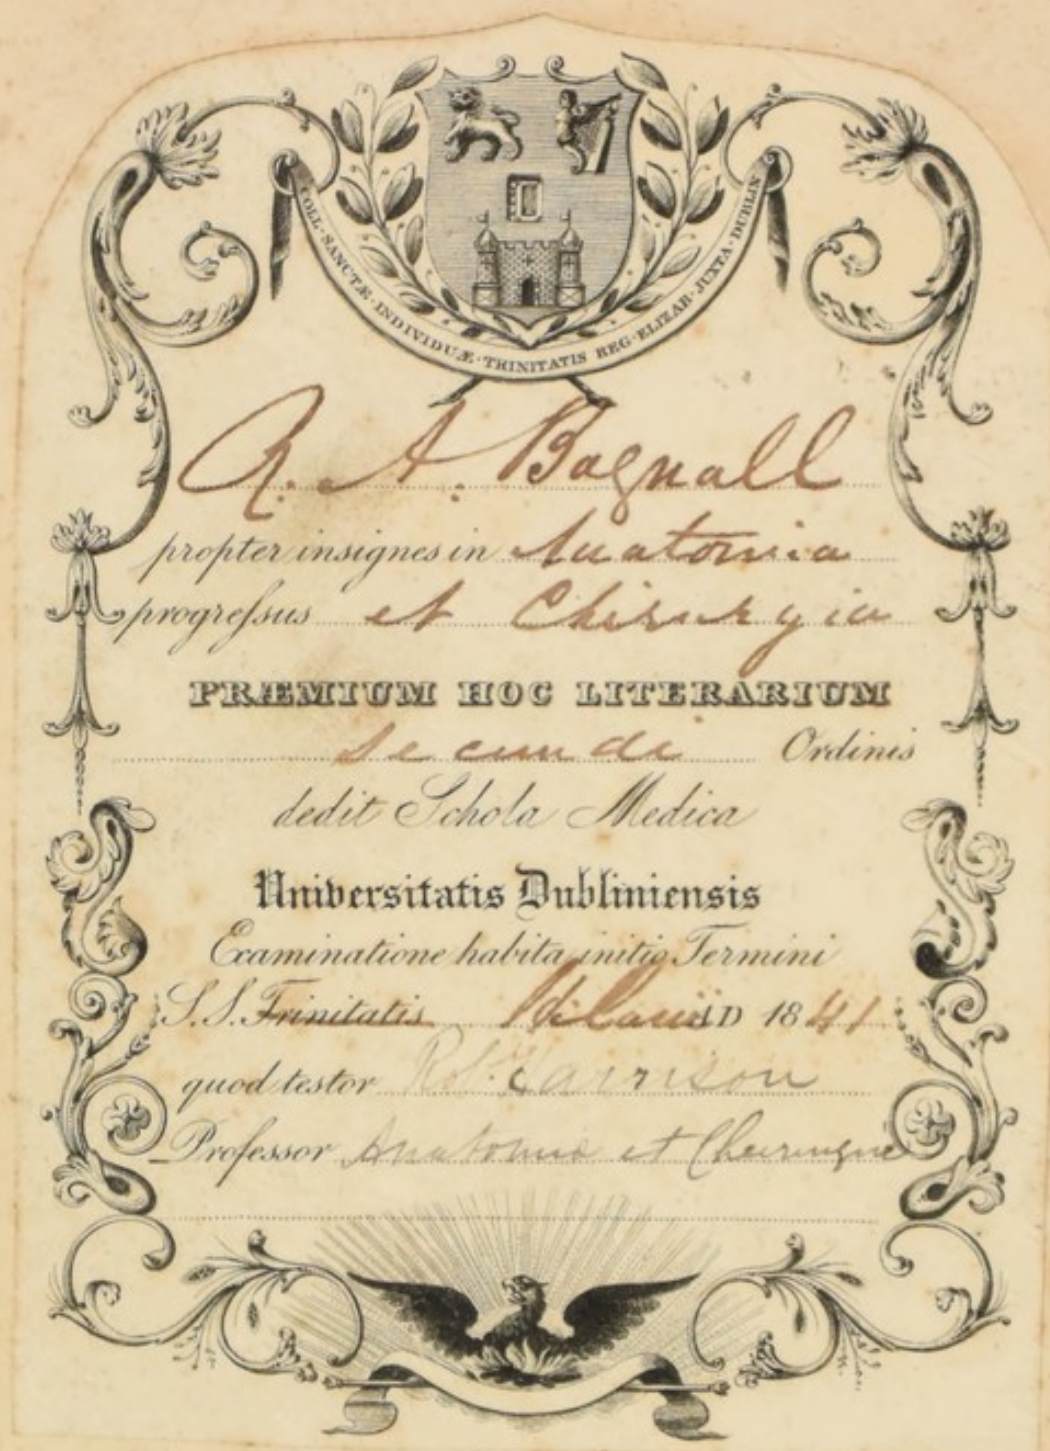 COLL · SANCTÆ · INDIVIDUÆ · TRINITATIS REG · ELIZAB · JUXTA · DUBLIN
R. A. Bagnall
propter insignes in Anatomia
progressus et Chirurgia
PRÆMIUM HOC LITERARIUM
secundi Ordinis
dedit Schola Medica
Universitatis Dubliniensis
Examinatione habita initio Termini
S.S. Trinitatis Hilarii AD 1841
quod testor Rt. Harrison
Professor Anatomiæ et Cheirurgiæ